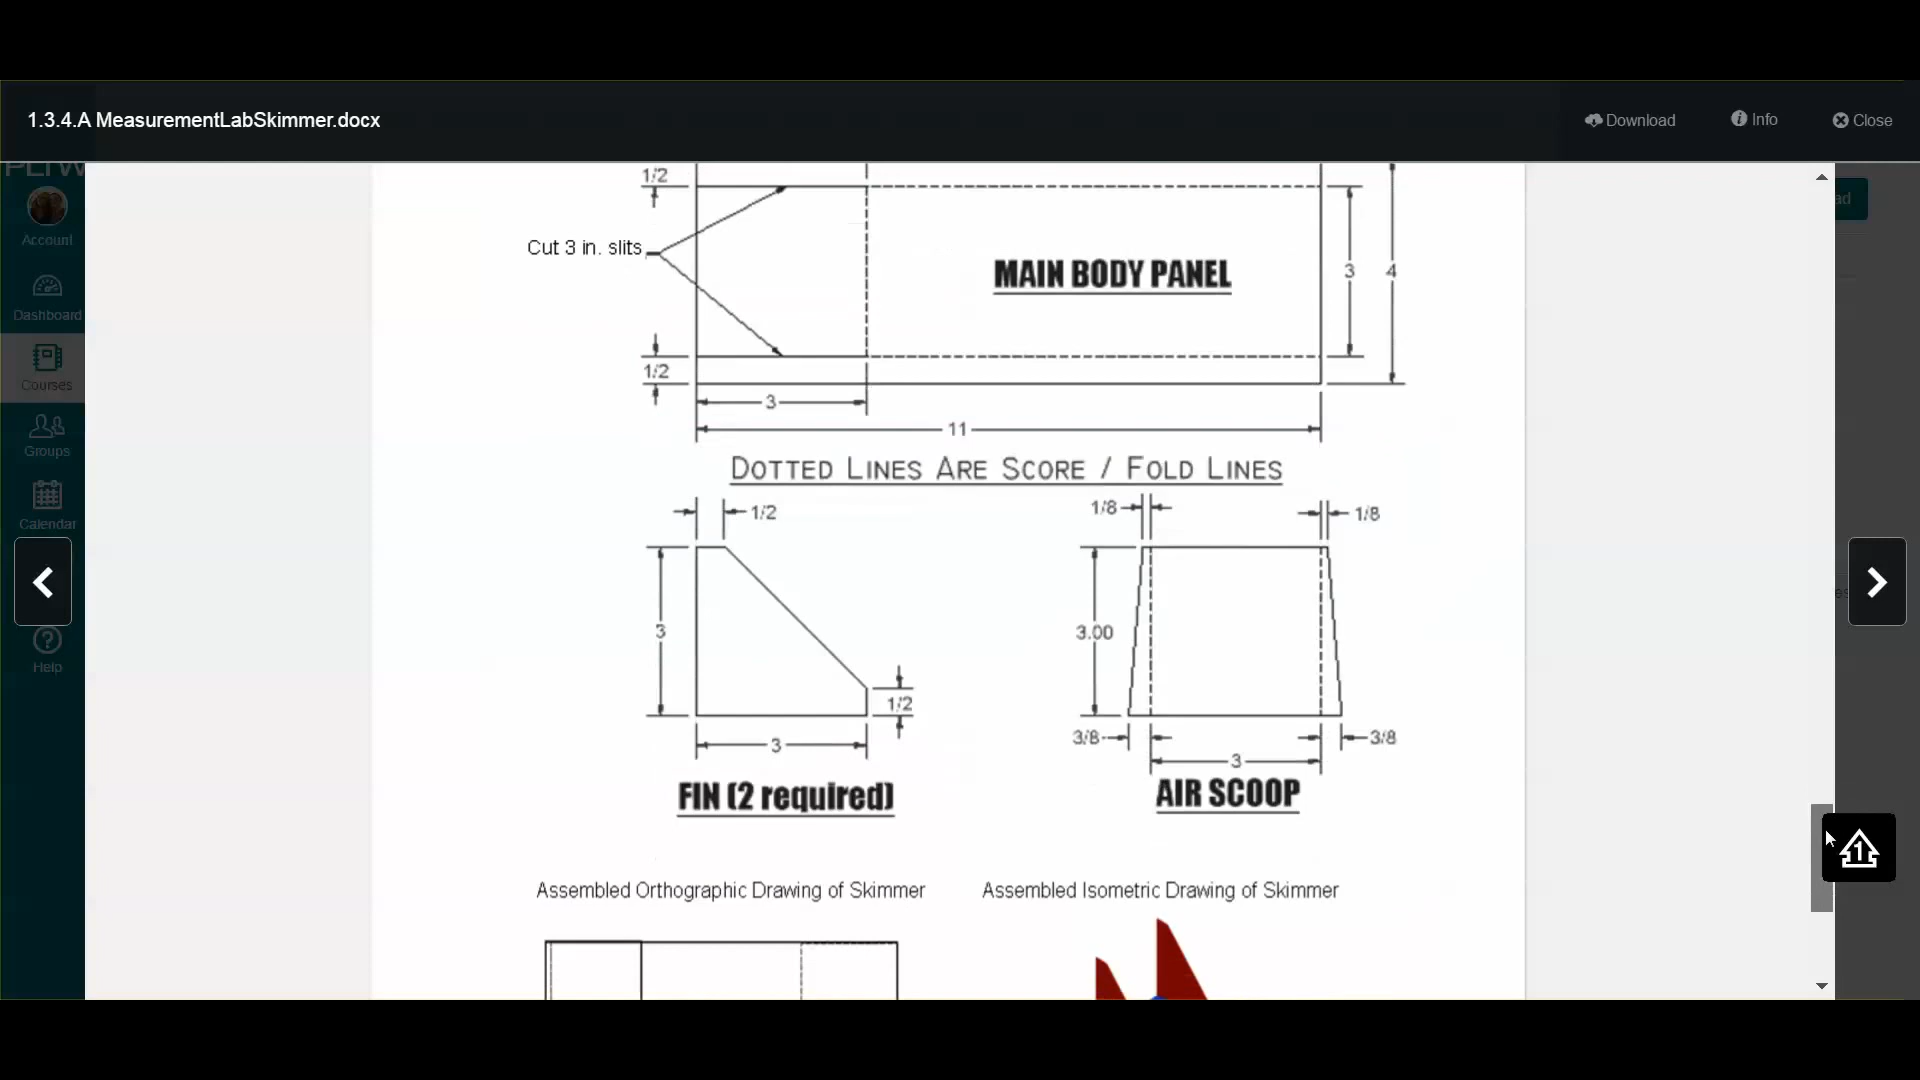 1.3.4.A MeasurementLabSkimmer.docx
Download
Info
Close
Account
Dashboard
Courses
Groups
Calendar
Help
1/2
Cut 3 in. slits
MAIN BODY PANEL
3
4
1/2
3
11
DOTTED LINES ARE SCORE / FOLD LINES
1/2
1/8
1/8
3
3.00
1/2
3/8
3/8
3
3
FIN (2 required)
AIR SCOOP
Assembled Orthographic Drawing of Skimmer
Assembled Isometric Drawing of Skimmer
1